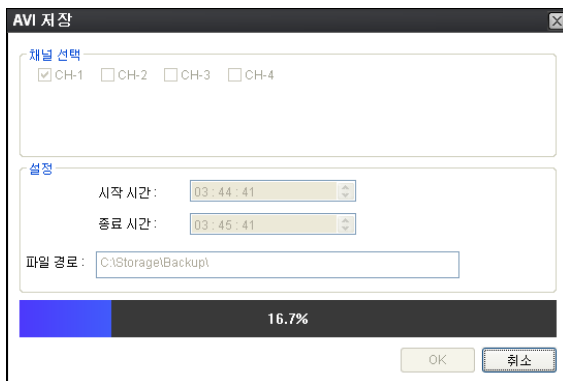 AVI 저장
채널 선택
CH-1 CH-2 CH-3 CH-4
설정
시작 시간 : 03 : 44 : 41
종료 시간 : 03 : 45 : 41
파일 경로 : C:\Storage\Backup\
16.7%
OK 취소